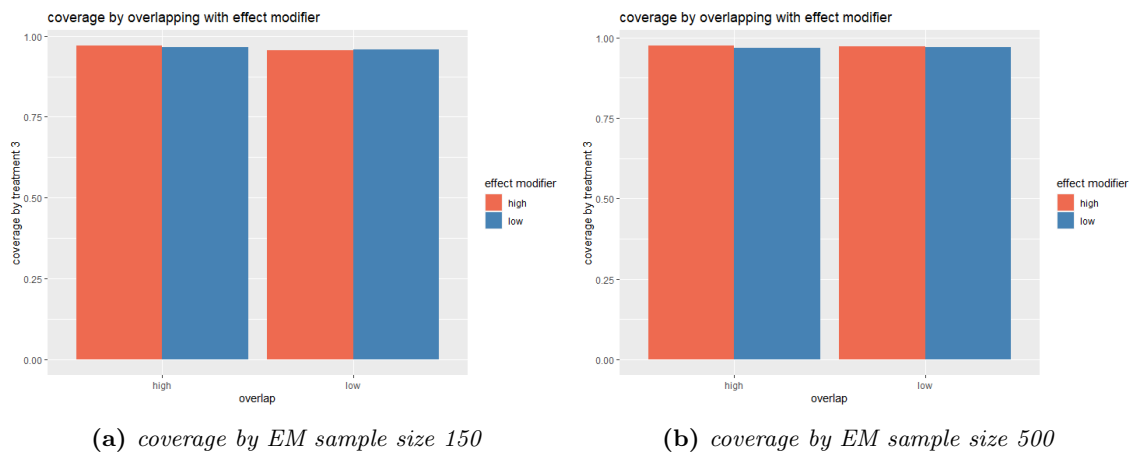 coverage by overlapping with effect modifier
1.00
0.75
0.50
0.25
0.00
coverage by treatment 3
high
low
overlap
effect modifier
high
low
(a) coverage by EM sample size 150
coverage by overlapping with effect modifier
1.00
0.75
0.50
0.25
0.00
coverage by treatment 3
high
low
overlap
effect modifier
high
low
(b) coverage by EM sample size 500